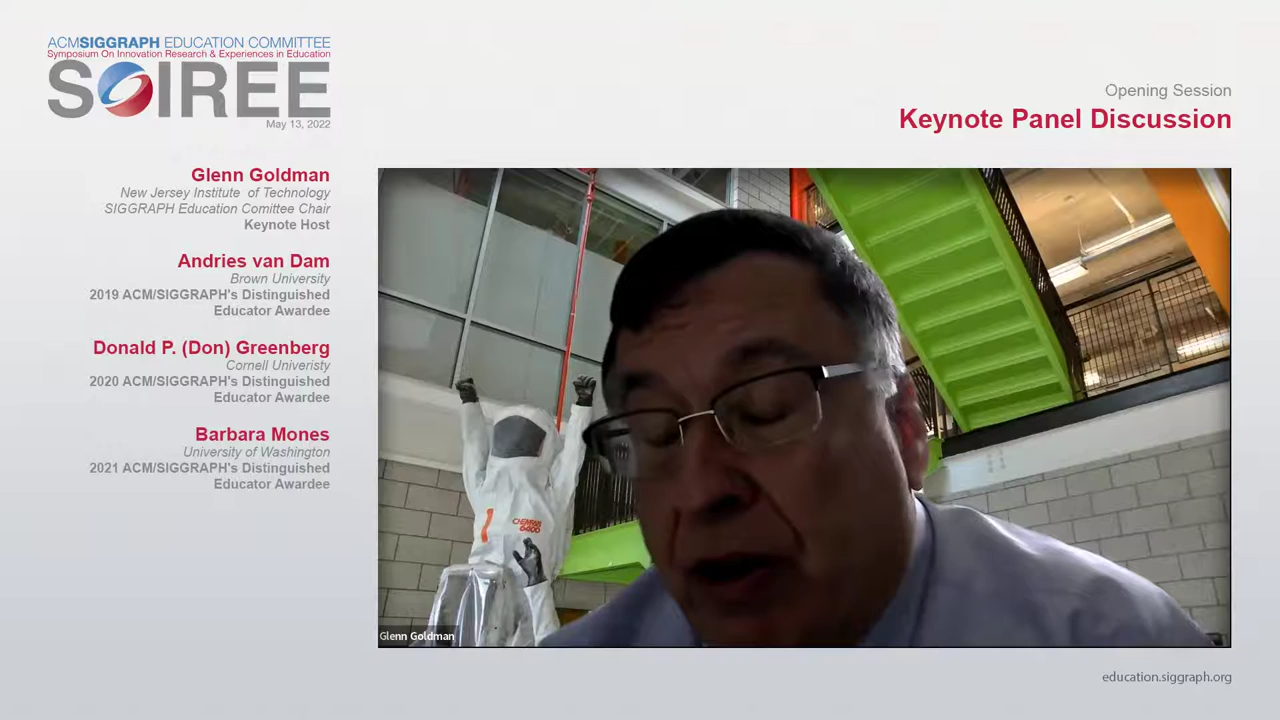 ACMSIGGRAPH EDUCATION COMMITTEE
Symposium On Innovation Research & Experiences in Education
SOIREE
May 13, 2022
Opening Session
Keynote Panel Discussion
Glenn Goldman
New Jersey Institute of Technology
SIGGRAPH Education Comittee Chair
Keynote Host
Andries van Dam
Brown University
2019 ACM/SIGGRAPH's Distinguished
Educator Awardee
Donald P. (Don) Greenberg
Cornell Univeristy
2020 ACM/SIGGRAPH's Distinguished
Educator Awardee
Barbara Mones
University of Washington
2021 ACM/SIGGRAPH's Distinguished
Educator Awardee
CHEMRAM
6400
Glenn Goldman
education.siggraph.org